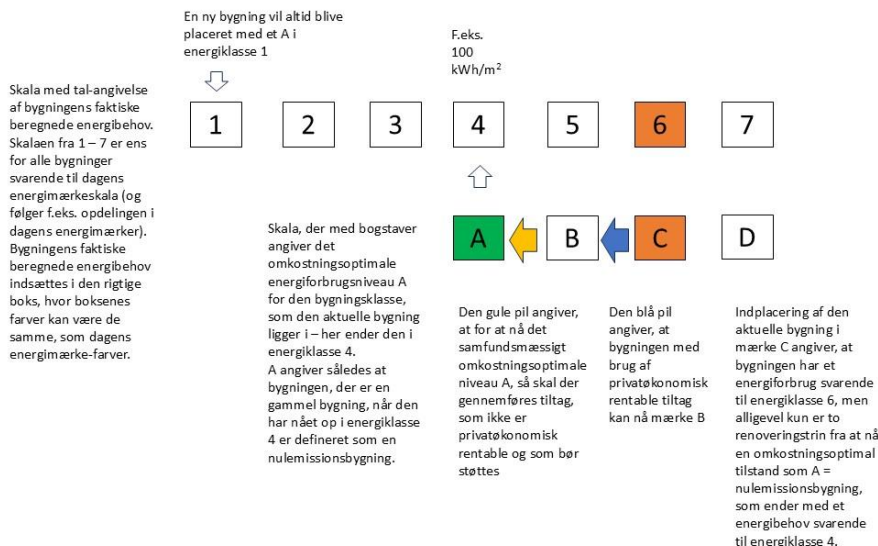 En ny bygning vil altid blive
placeret med et A i
energiklasse 1
F.eks.
100
kWh/m²
Skala med tal-angivelse
af bygningens faktiske
beregnede energibehov.
Skalaen fra 1 – 7 er ens
for alle bygninger
svarende til dagens
energimærkeskala (og
følger f.eks. opdelingen i
dagens energimærker).
Bygningens faktiske
beregnede energibehov
indsættes i den rigtige
boks, hvor boksenes
farver kan være de
samme, som dagens
energimærke-farver.
1 2 3 4 5 6 7
A B C D
Skala, der med bogstaver
angiver det
omkostningsoptimale
energiforbrugsniveau A
for den bygningsklasse,
som den aktuelle bygning
ligger i – her ender den i
energiklasse 4.
A angiver således at
bygningen, der er en
gammel bygning, når den
har nået op i energiklasse
4 er defineret som en
nulemissionsbygning.
Den gule pil angiver,
at for at nå det
samfundsmæssigt
omkostningsoptimale
niveau A, så skal der
gennemføres tiltag,
som ikke er
privatøkonomisk
rentable og som bør
støttes
Den blå pil
angiver, at
bygningen med
brug af
privatøkonomisk
rentable tiltag
kan nå mærke B
Indplacering af den
aktuelle bygning i
mærke C angiver, at
bygningen har et
energiforbrug svarende
til energiklasse 6, men
alligevel kun er to
renoveringstrin fra at nå
en omkostningsoptimal
tilstand som A =
nulemissionsbygning,
som ender med et
energibehov svarende
til energiklasse 4.